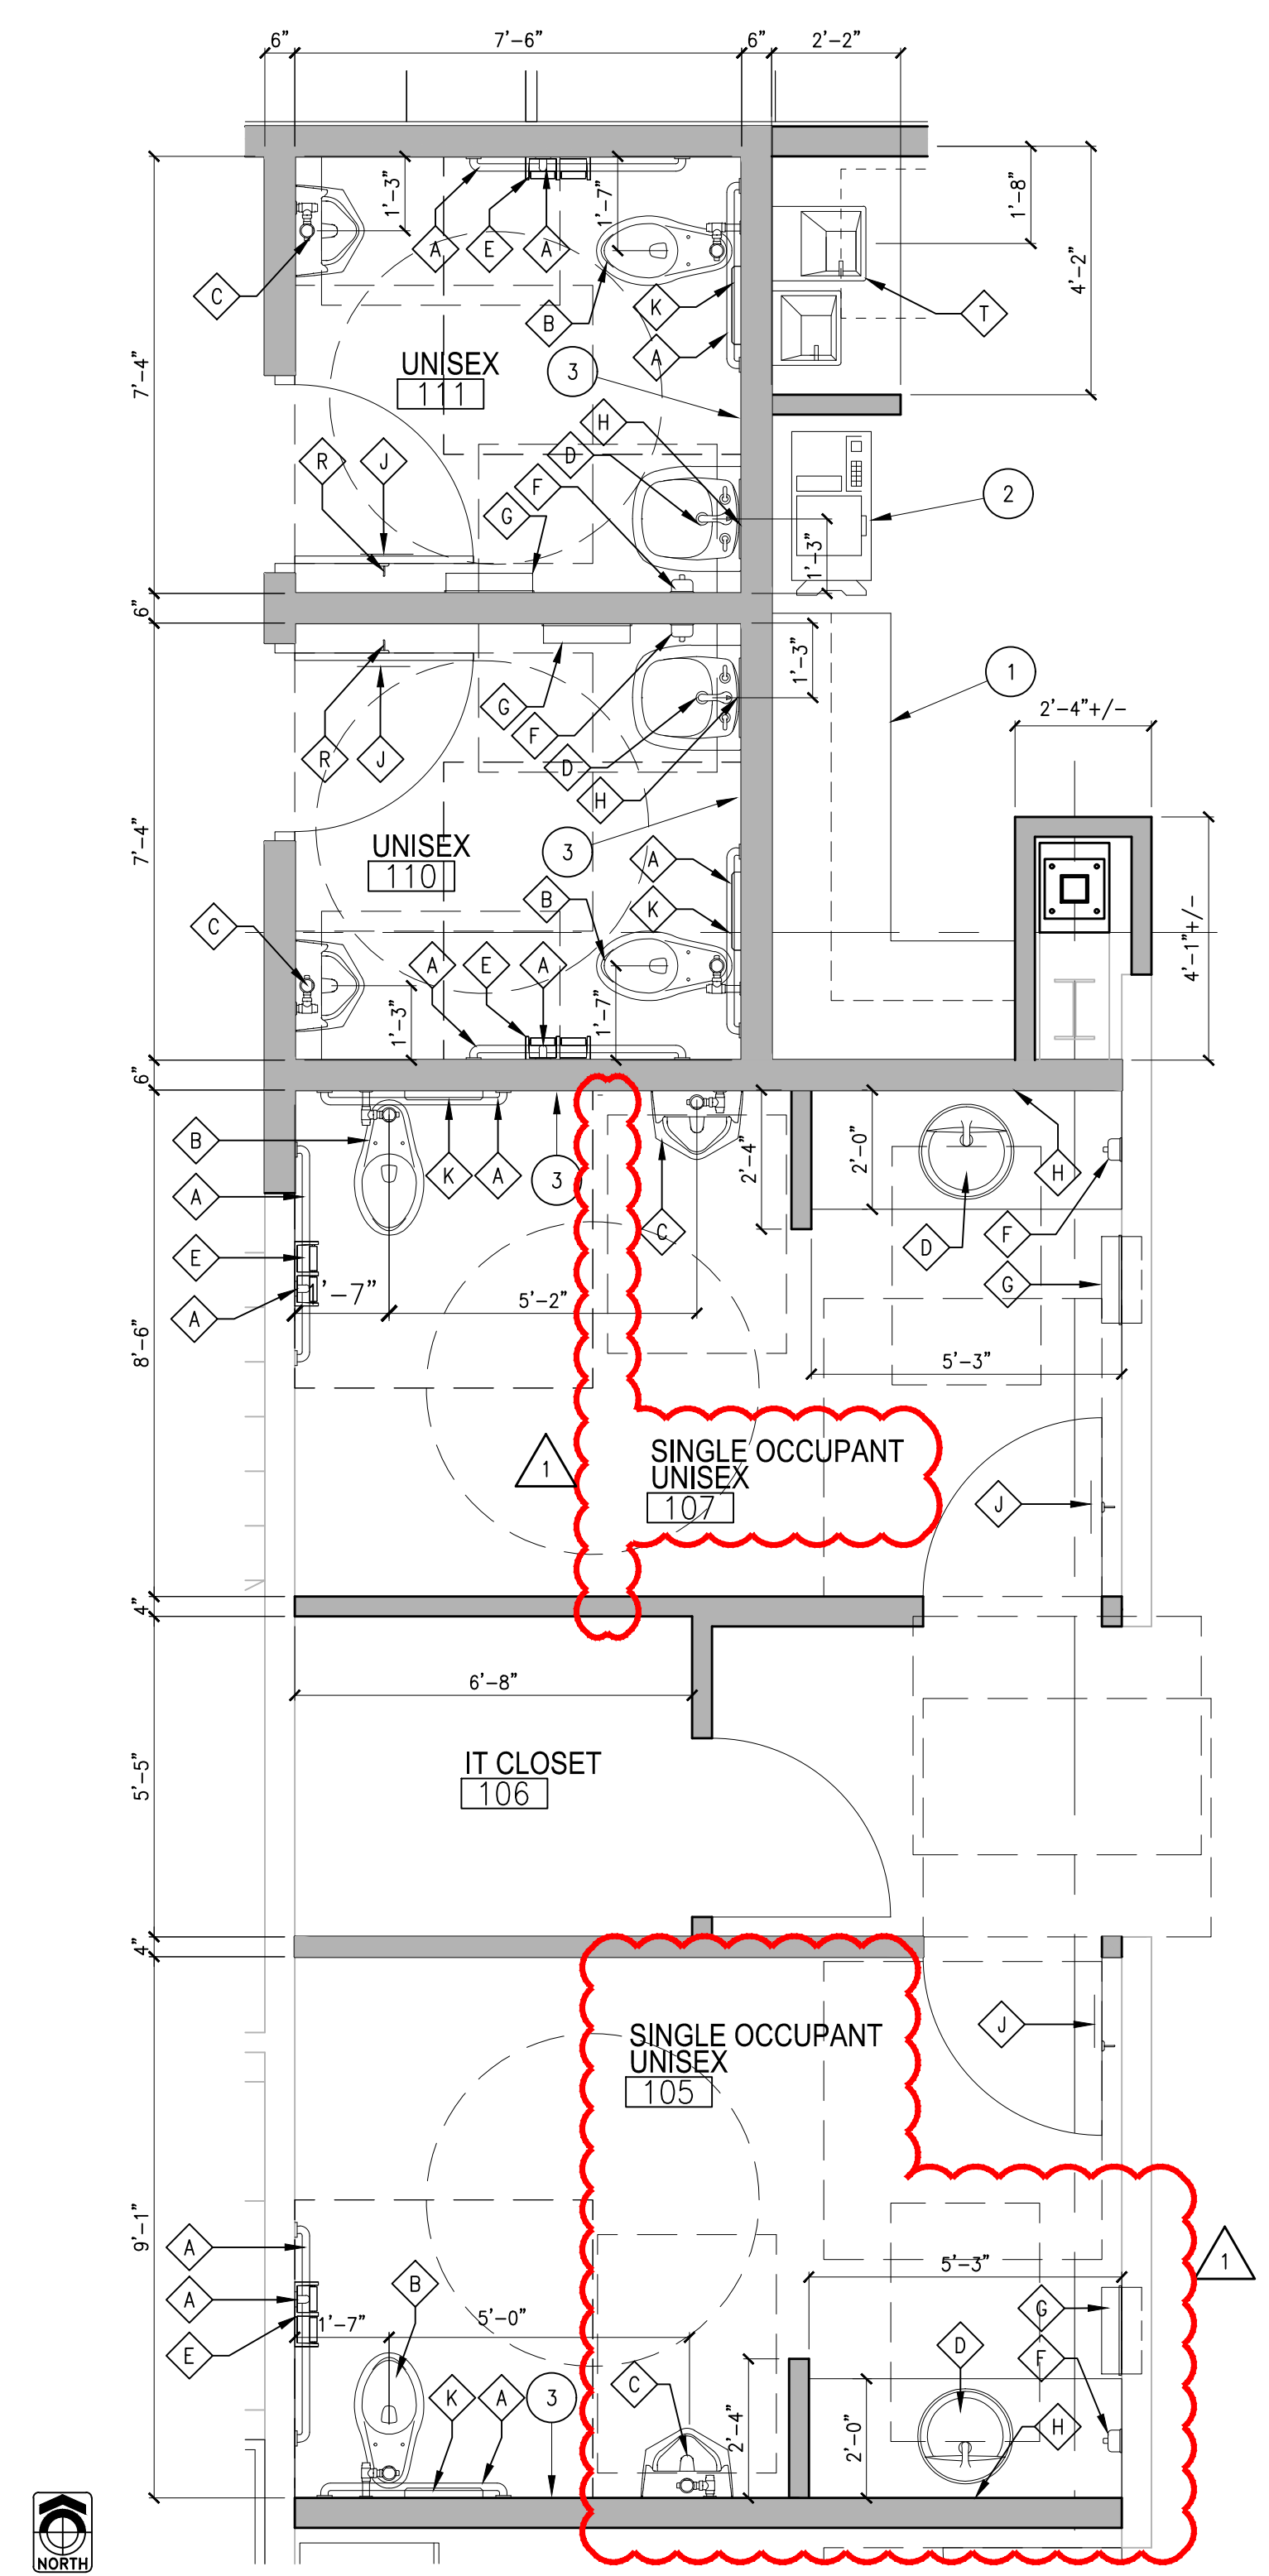 6" 7'-6" 6" 2'-2"
1'-3" 1'-7" 1'-8"
A E A
C K T
B 4'-2"
A
UNISEX 3
111
7'-4"
H
R J D
F 2
G
1'-3"
6"
1'-3"
G 1
F 2'-4"+/-
R J D
H
UNISEX
110 3 A
7'-4"
B K
C
A E A 4'-1"+/-
1'-3" 1'-7"
6"
B 2'-4" 2'-0"
K A 3 H
A
C F
E D
G
1'-7" 5'-2"
A
8'-6" 5'-3"
SINGLE OCCUPANT
1 UNISEX
107 J
4"
6'-8"
IT CLOSET
106
5'-5"
4"
J
SINGLE OCCUPANT
UNISEX
105
9'-1"
A
5'-3" 1
B
A G
1'-7" 5'-0"
E D F
C
K A 3 2'-4" 2'-0" H
NORTH